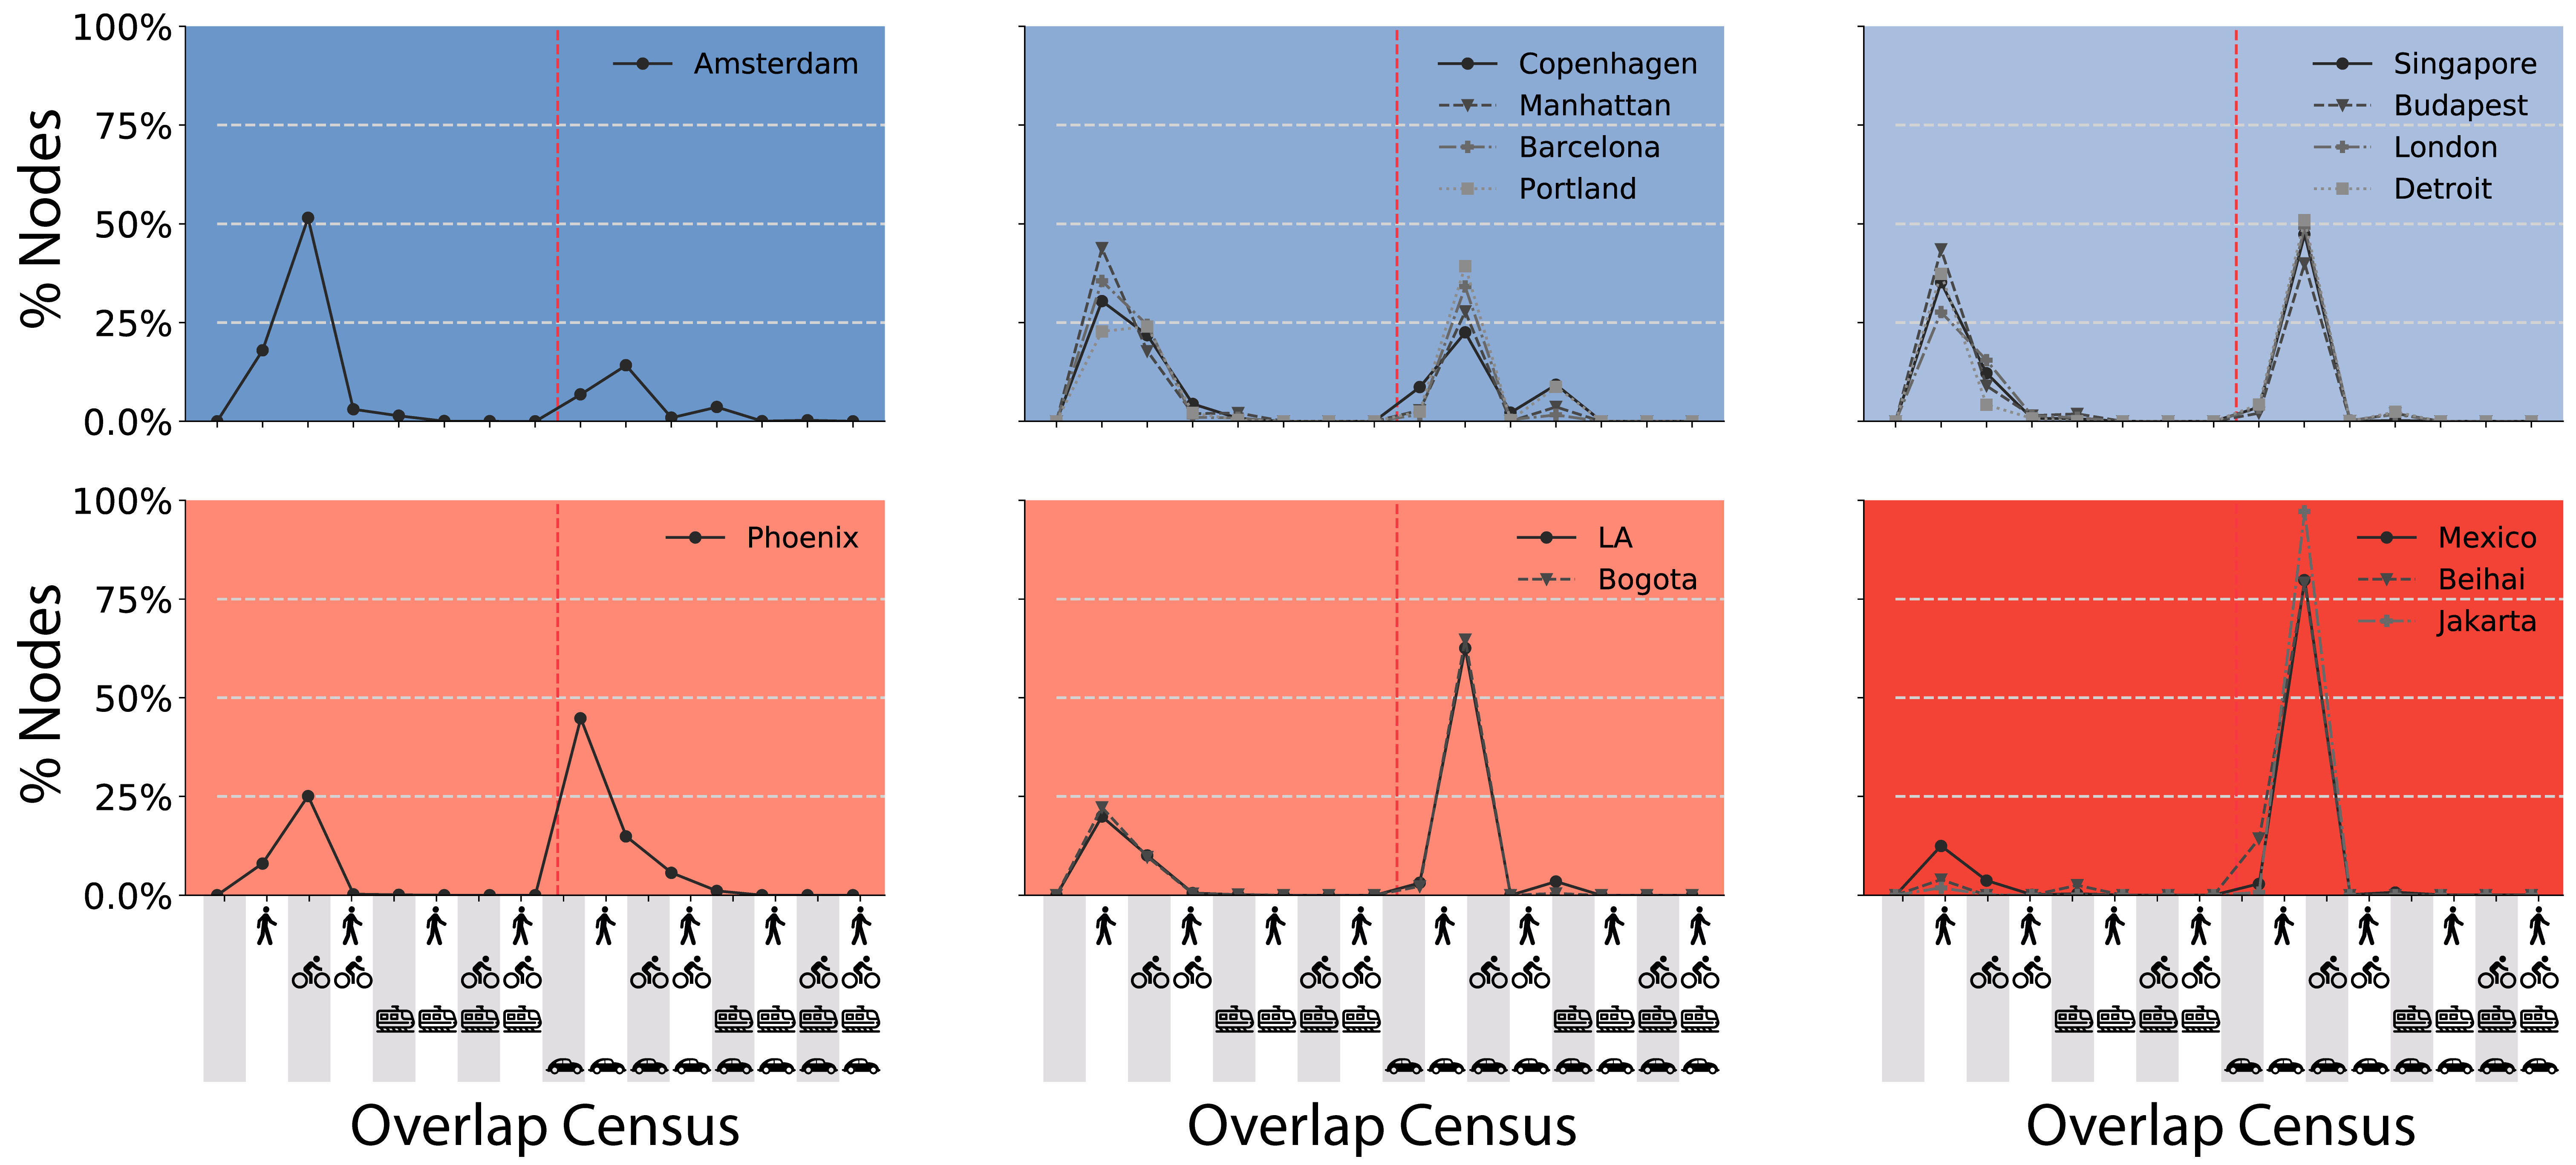 100%
75%
50%
25%
0.0%
% Nodes
Amsterdam
Copenhagen
Manhattan
Barcelona
Portland
Singapore
Budapest
London
Detroit
100%
75%
50%
25%
0.0%
% Nodes
Phoenix
LA
Bogota
Mexico
Beihai
Jakarta
Overlap Census
Overlap Census
Overlap Census